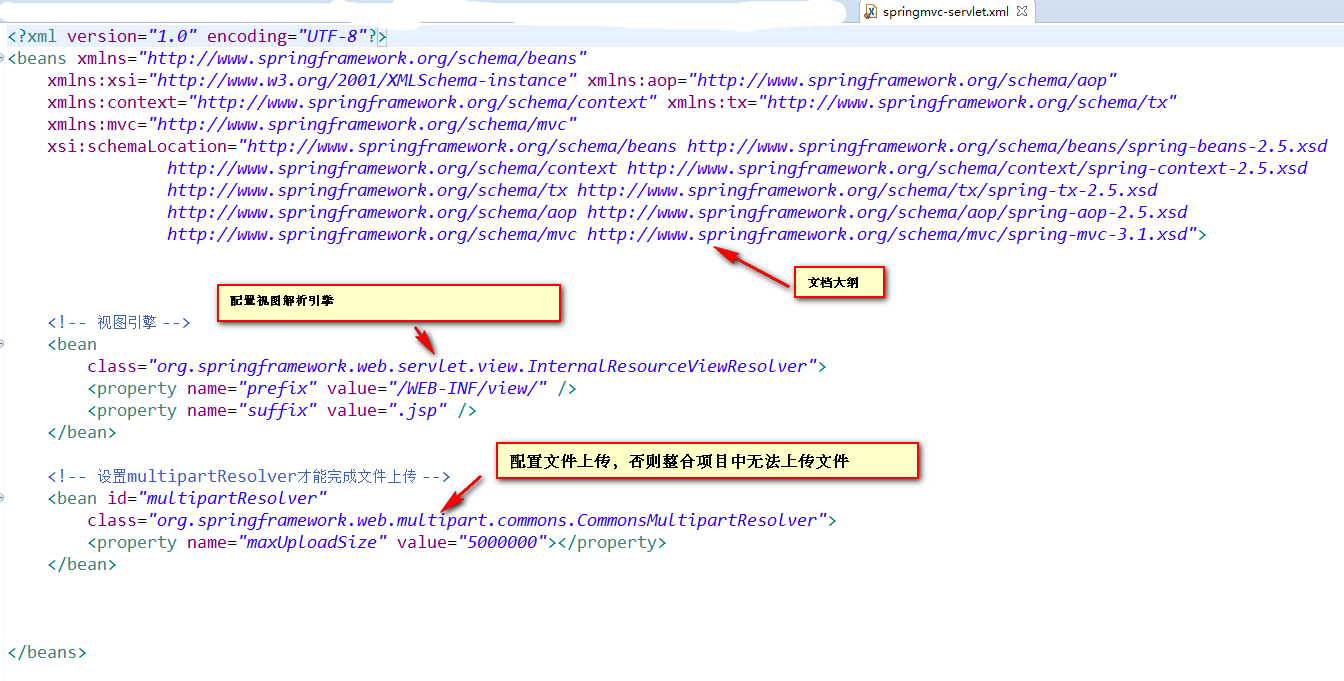 springmvc-servlet.xml
<?xml version="1.0" encoding="UTF-8"?>
<beans xmlns="http://www.springframework.org/schema/beans"
xmlns:xsi="http://www.w3.org/2001/XMLSchema-instance" xmlns:aop="http://www.springframework.org/schema/aop"
xmlns:context="http://www.springframework.org/schema/context" xmlns:tx="http://www.springframework.org/schema/tx"
xmlns:mvc="http://www.springframework.org/schema/mvc"
xsi:schemaLocation="http://www.springframework.org/schema/beans http://www.springframework.org/schema/beans/spring-beans-2.5.xsd
http://www.springframework.org/schema/context http://www.springframework.org/schema/context/spring-context-2.5.xsd
http://www.springframework.org/schema/tx http://www.springframework.org/schema/tx/spring-tx-2.5.xsd
http://www.springframework.org/schema/aop http://www.springframework.org/schema/aop/spring-aop-2.5.xsd
http://www.springframework.org/schema/mvc http://www.springframework.org/schema/mvc/spring-mvc-3.1.xsd">
文档大纲
配置视图解析引擎
<!-- 视图引擎 -->
<bean
class="org.springframework.web.servlet.view.InternalResourceViewResolver">
<property name="prefix" value="/WEB-INF/view/" />
<property name="suffix" value=".jsp" />
</bean>
配置文件上传，否则整合项目中无法上传文件
<!-- 设置multipartResolver才能完成文件上传 -->
<bean id="multipartResolver"
class="org.springframework.web.multipart.commons.CommonsMultipartResolver">
<property name="maxUploadSize" value="5000000"></property>
</bean>
</beans>